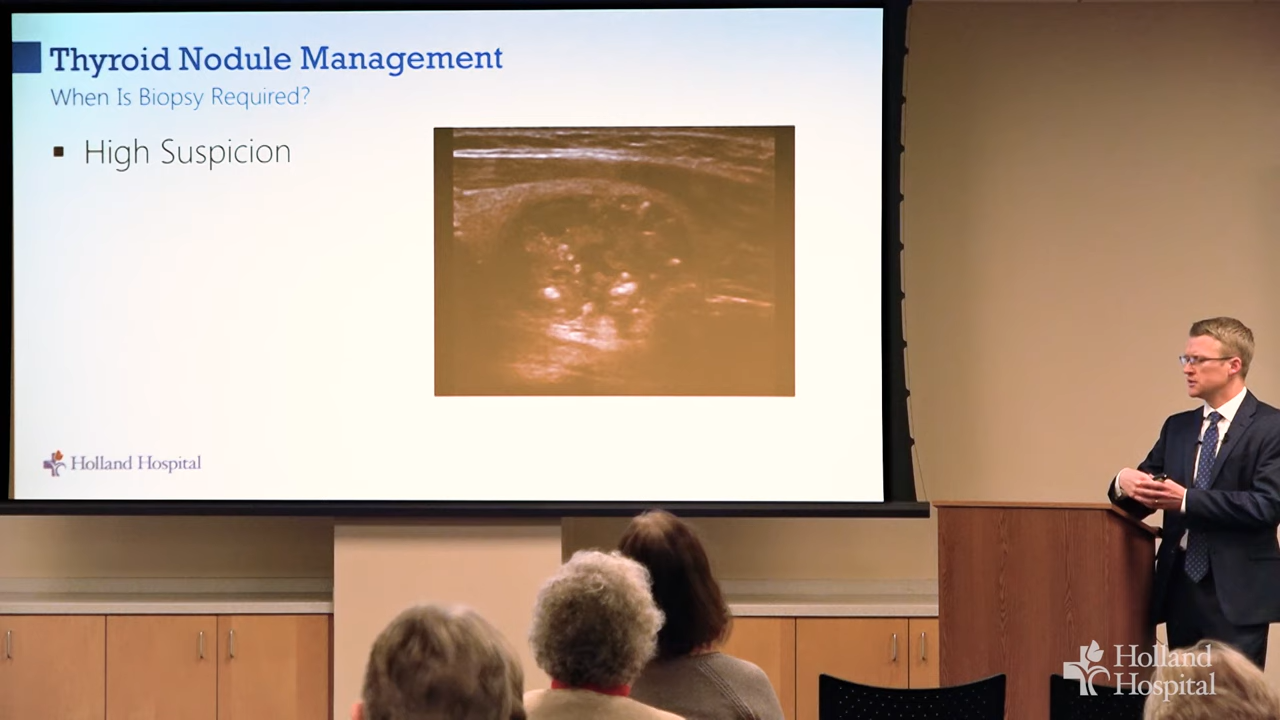 Thyroid Nodule Management
When Is Biopsy Required?
▪ High Suspicion
Holland Hospital
Holland
Hospital